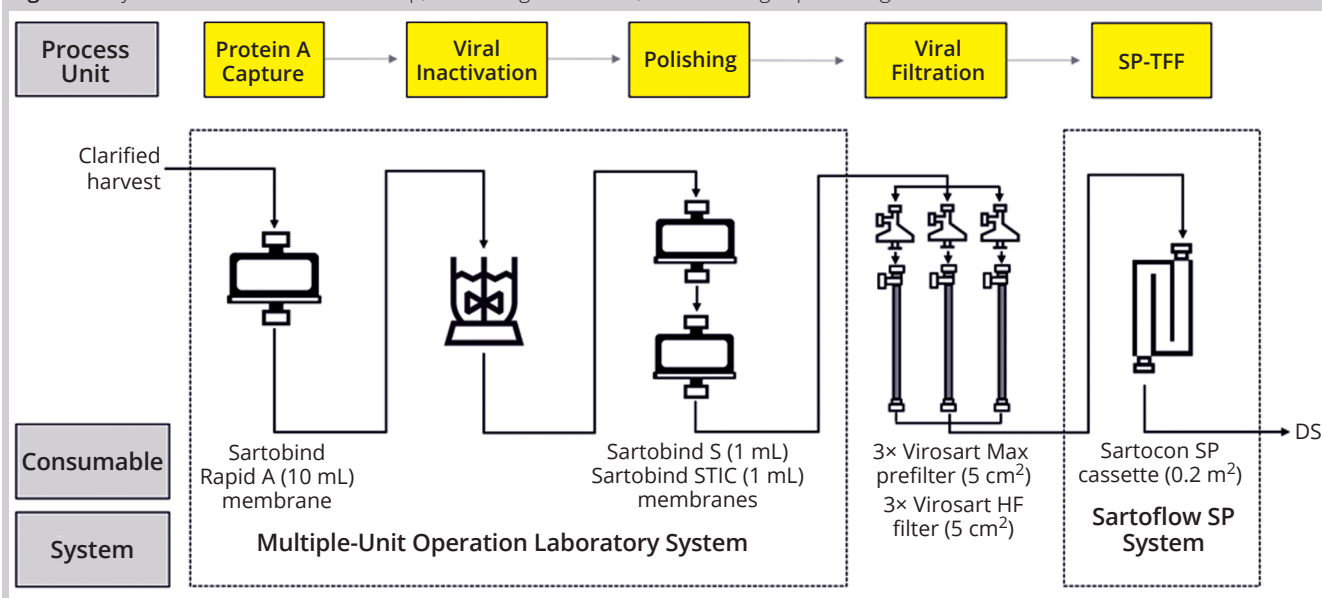 Process
Unit
Protein A
Capture
Viral
Inactivation
Polishing
Viral
Filtration
SP-TFF
Clarified
harvest
DS
Consumable
Sartobind
Rapid A (10 mL)
membrane
Sartobind S (1 mL)
Sartobind STIC (1 mL)
membranes
3× Virosart Max
prefilter (5 cm²)
3× Virosart HF
filter (5 cm²)
Sartocon SP
cassette (0.2 m²)
System
Multiple-Unit Operation Laboratory System
Sartoflow SP
System